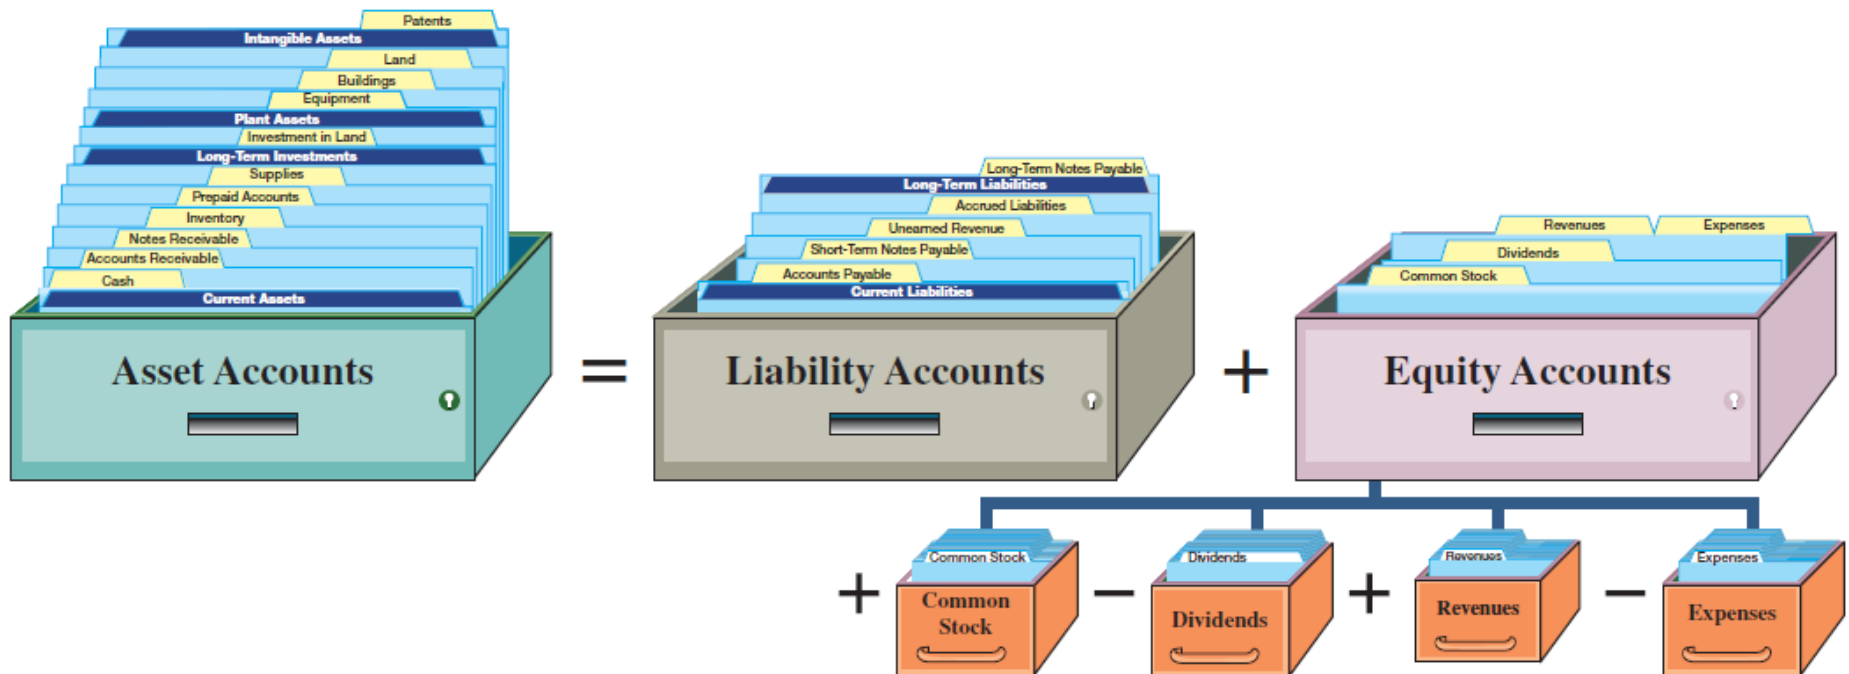 Patents
Intangible Assets
Land
Buildings
Equipment
Plant Assets
Investment in Land
Long-Term Investments
Supplies
Prepaid Accounts
Inventory
Notes Receivable
Accounts Receivable
Cash
Current Assets
Asset Accounts
=
Long-Term Notes Payable
Long-Term Liabilities
Accrued Liabilities
Unearned Revenue
Short-Term Notes Payable
Accounts Payable
Current Liabilities
Liability Accounts
+
Revenues Expenses
Dividends
Common Stock
Equity Accounts
+
Common Stock
Common
Stock
−
Dividends
Dividends
+
Revenues
Revenues
−
Expenses
Expenses